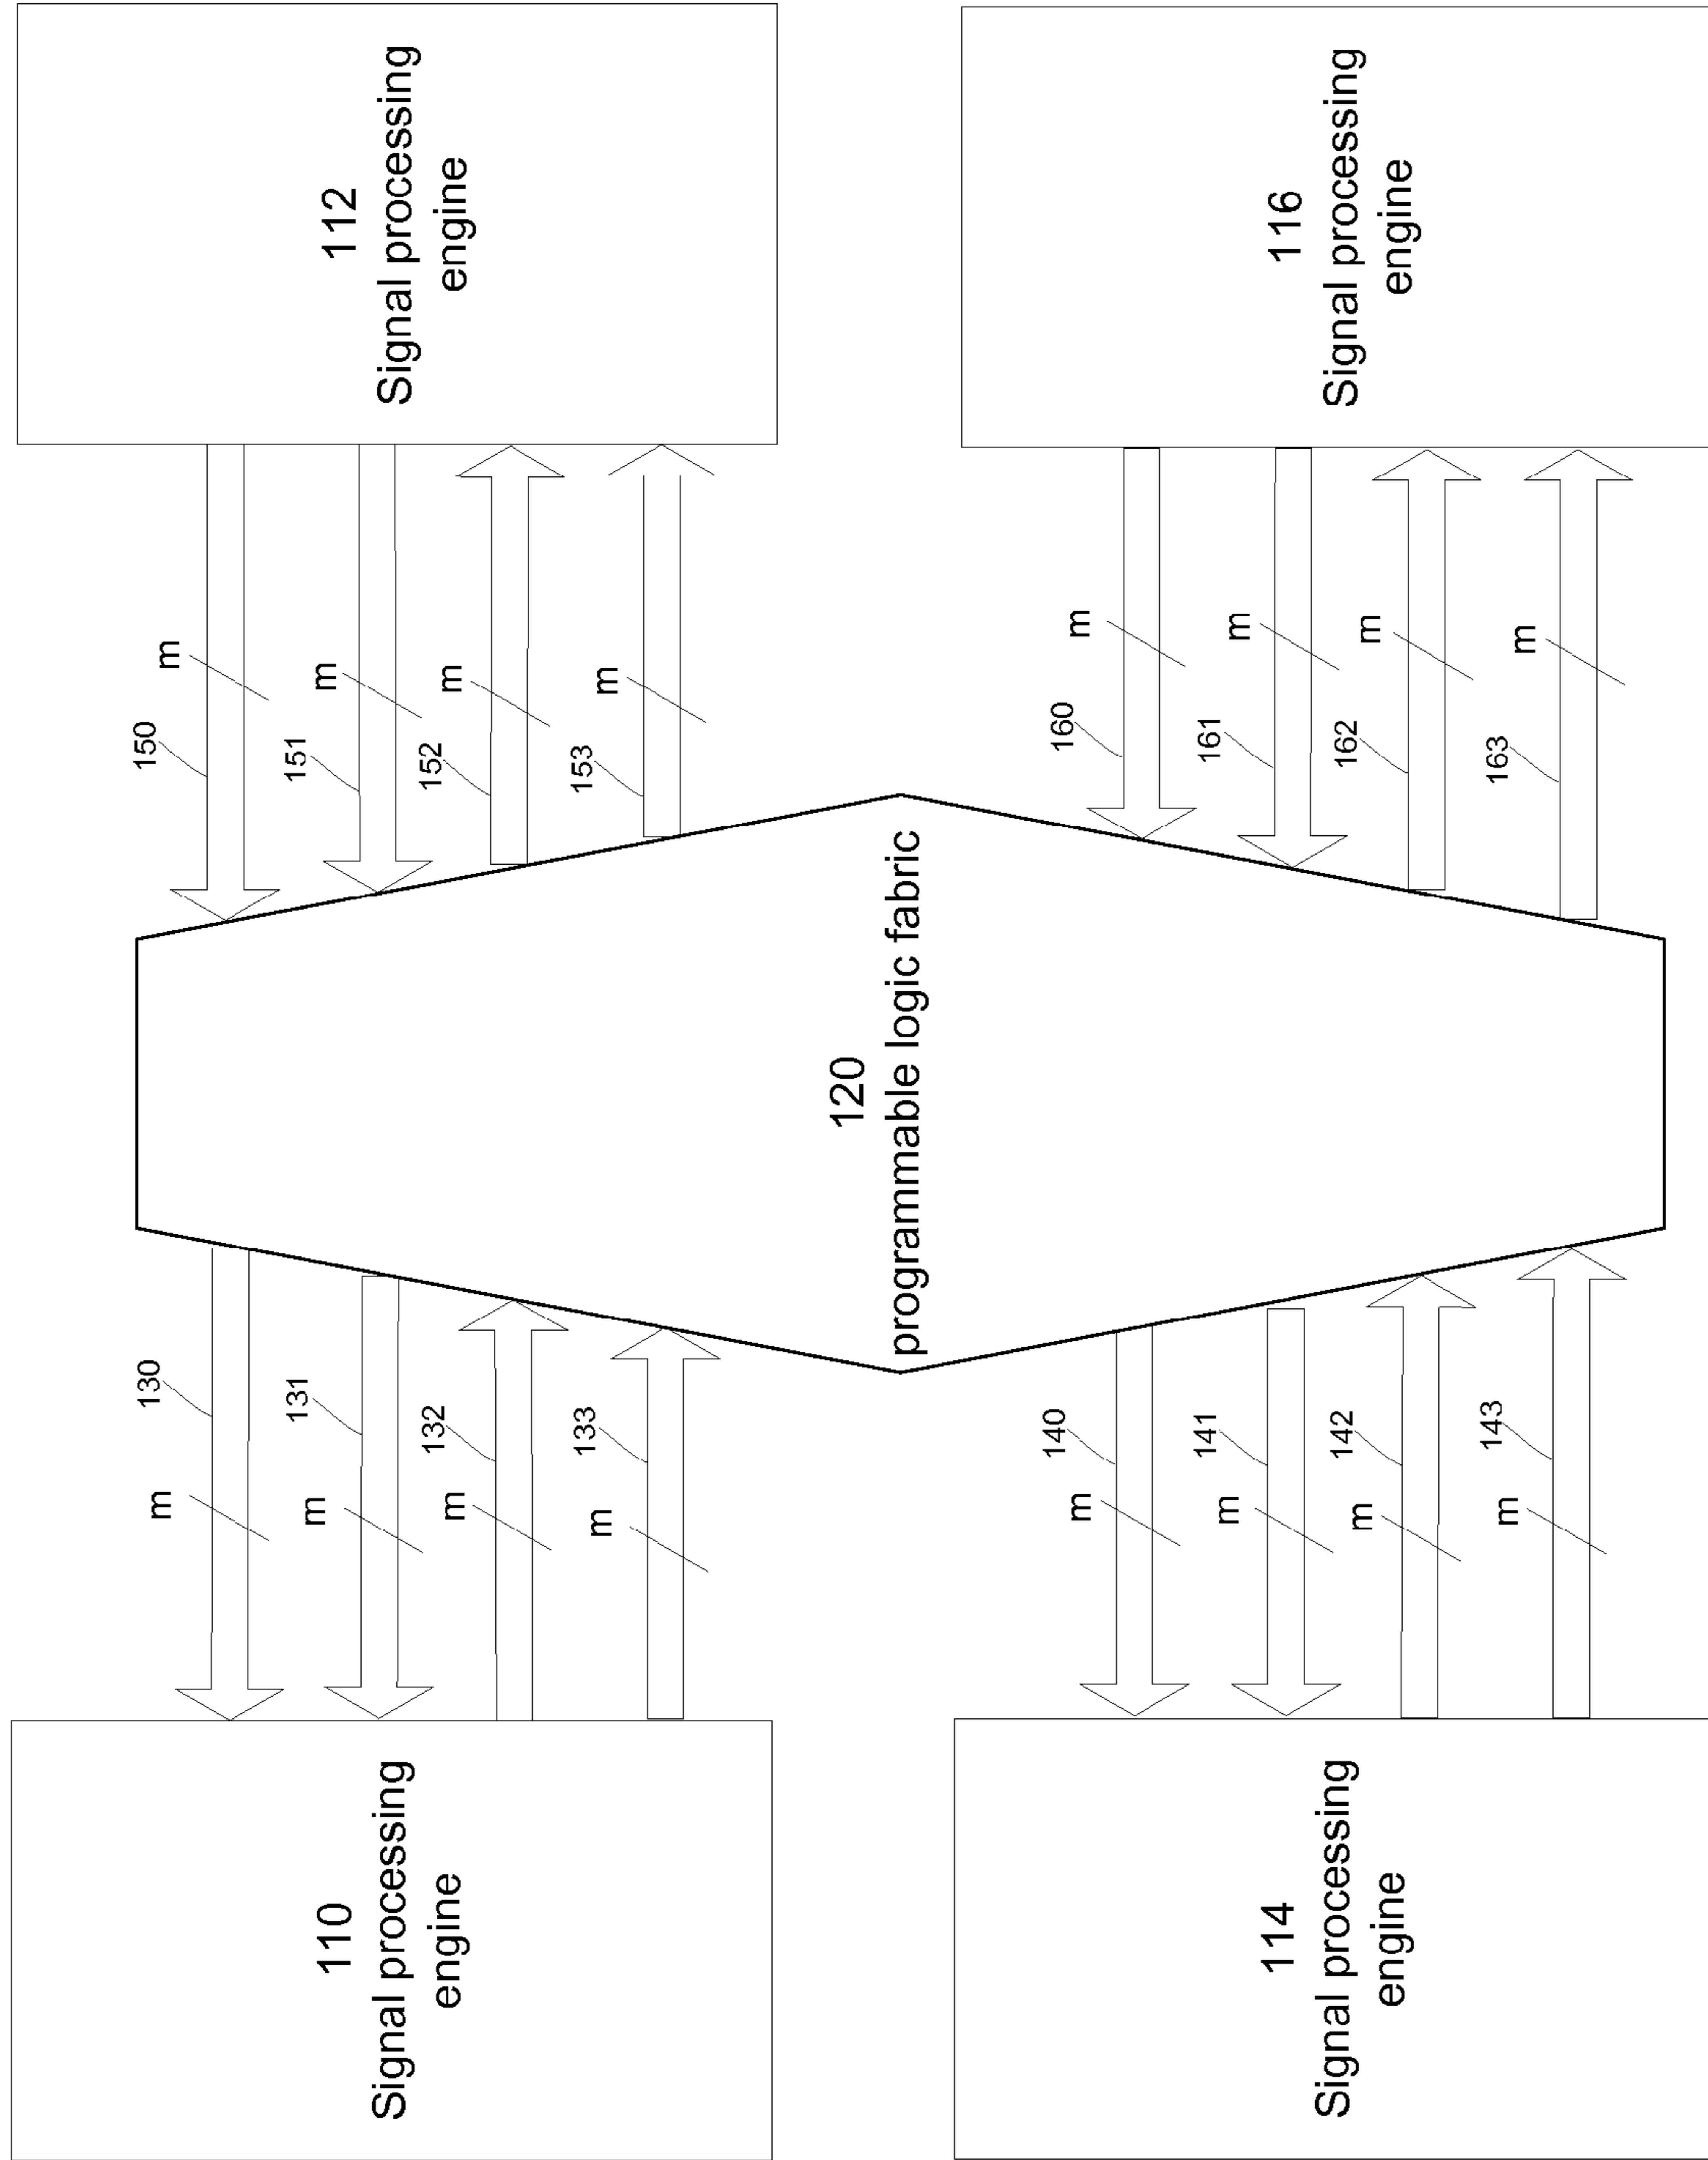 110
Signal processing
engine
m
130
m
131
m
132
m
133
150
m
151
m
152
m
153
m
112
Signal processing
engine
120
programmable logic fabric
114
Signal processing
engine
m
140
m
141
m
142
m
143
160
m
161
m
162
m
163
m
116
Signal processing
engine